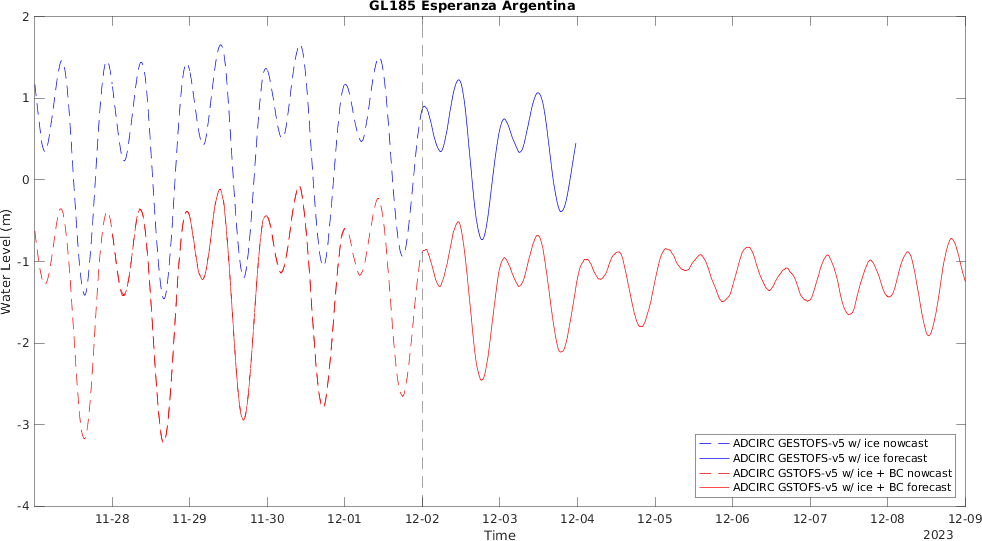 GL185 Esperanza Argentina
2
1
0
-1
-2
-3
-4
Water Level (m)
ADCIRC GESTOFS-v5 w/ ice nowcast
ADCIRC GESTOFS-v5 w/ ice forecast
ADCIRC GSTOFS-v5 w/ ice + BC nowcast
ADCIRC GSTOFS-v5 w/ ice + BC forecast
11-28 11-29 11-30 12-01 12-02 12-03 12-04 12-05 12-06 12-07 12-08 12-09
Time
2023